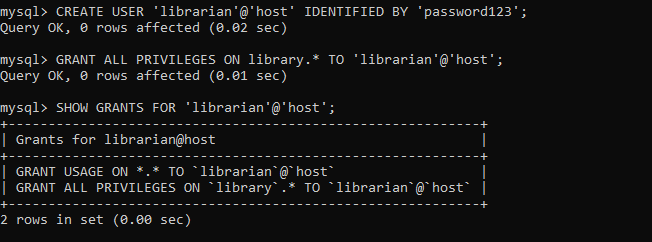 mysql> CREATE USER 'librarian'@'host' IDENTIFIED BY 'password123';
Query OK, 0 rows affected (0.02 sec)
mysql> GRANT ALL PRIVILEGES ON library.* TO 'librarian'@'host';
Query OK, 0 rows affected (0.01 sec)
mysql> SHOW GRANTS FOR 'librarian'@'host';
+-----------------------------------------------------------+
| Grants for librarian@host                                 |
+-----------------------------------------------------------+
| GRANT USAGE ON *.* TO `librarian`@`host`                  |
| GRANT ALL PRIVILEGES ON `library`.* TO `librarian`@`host` |
+-----------------------------------------------------------+
2 rows in set (0.00 sec)